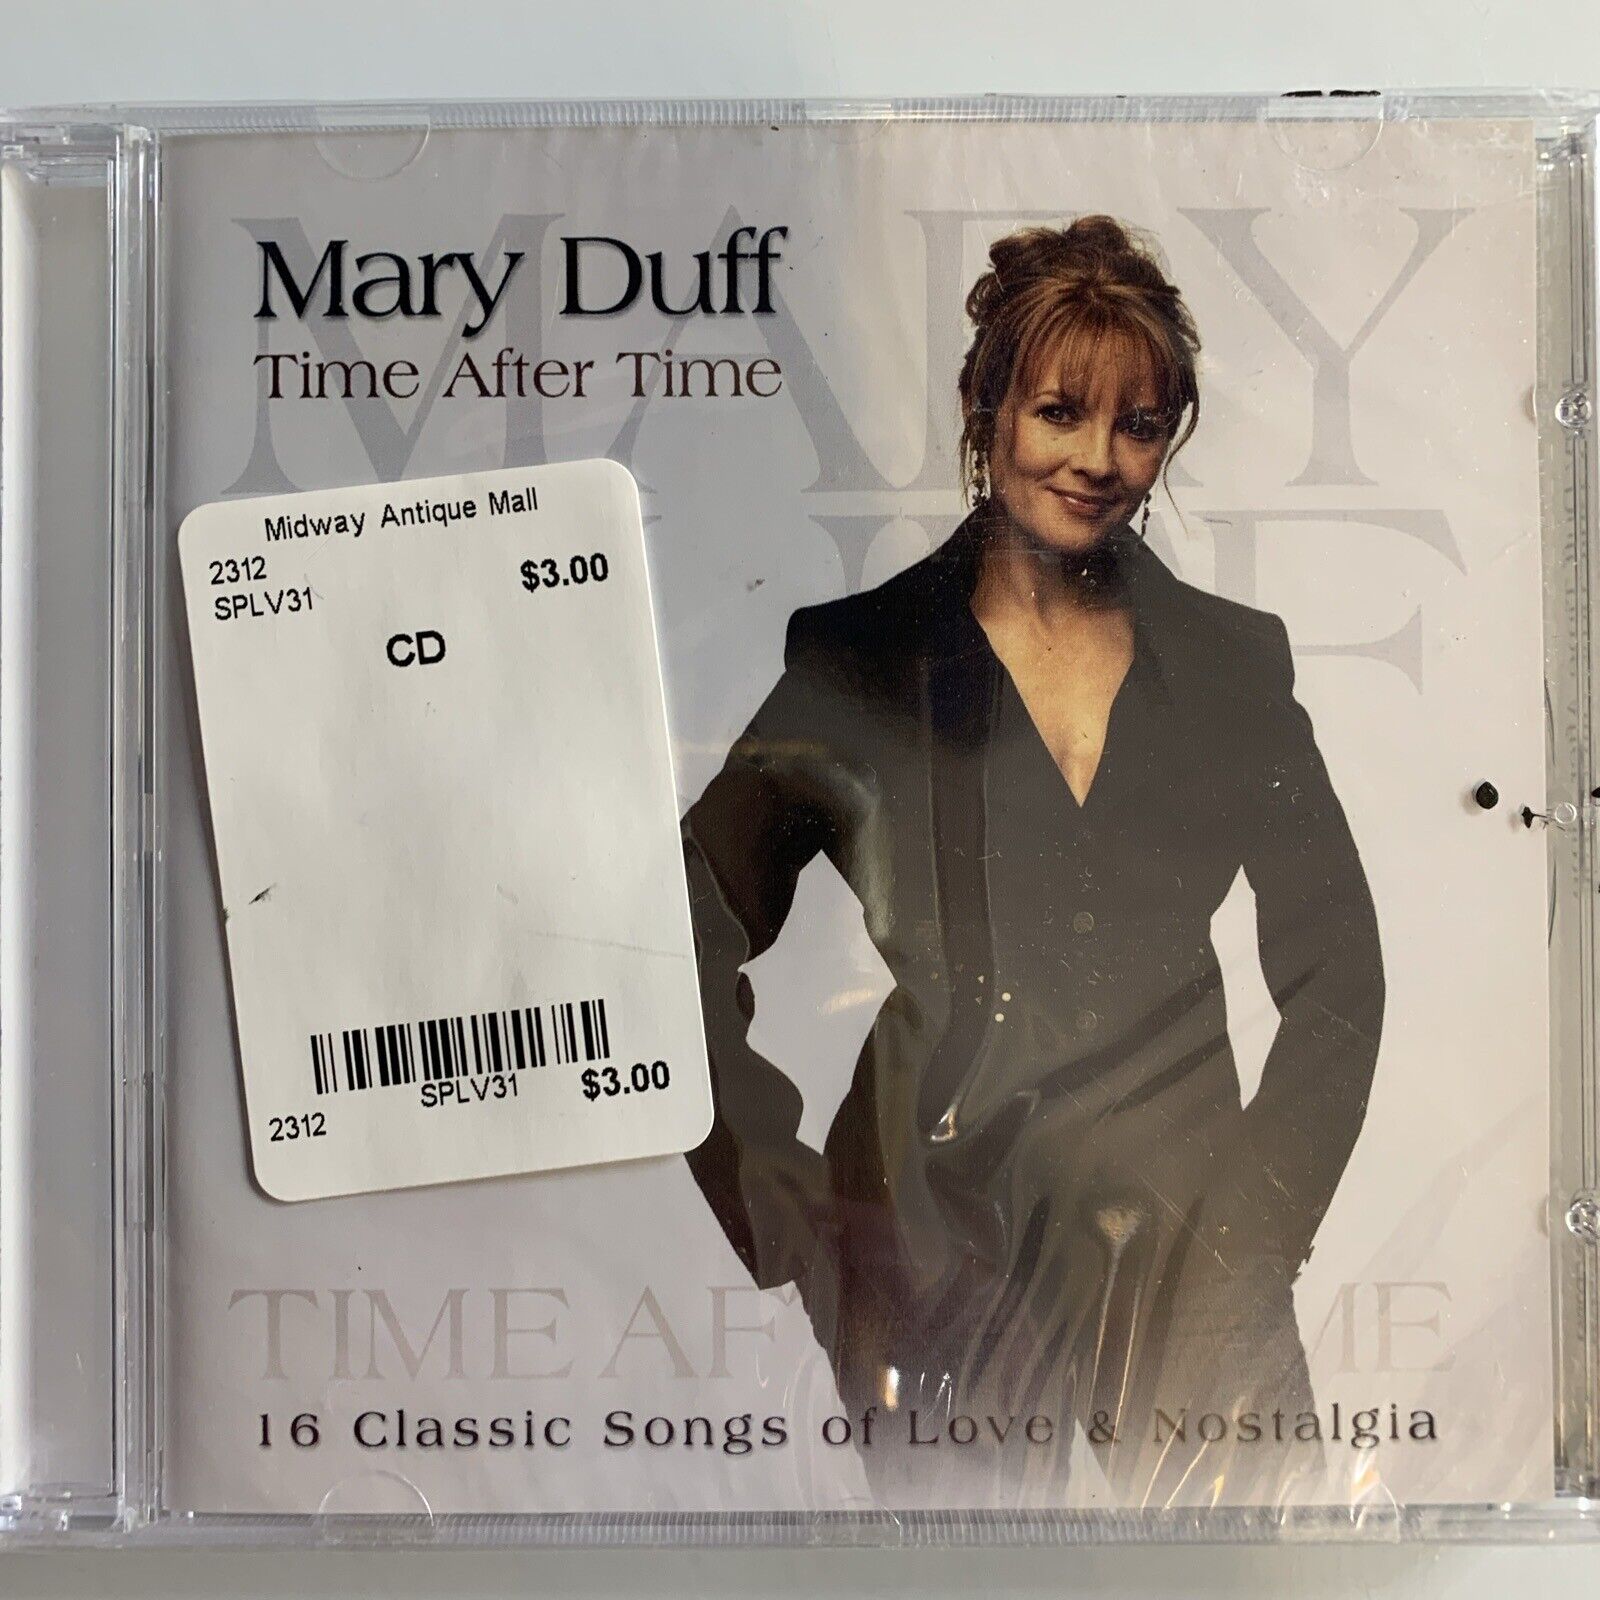 Mary Duff
Time After Time
Midway Antique Mall
2312
$3.00
SPLV31
CD
SPLV31
$3.00
2312
16 Classic Songs of Love & Nostalgia